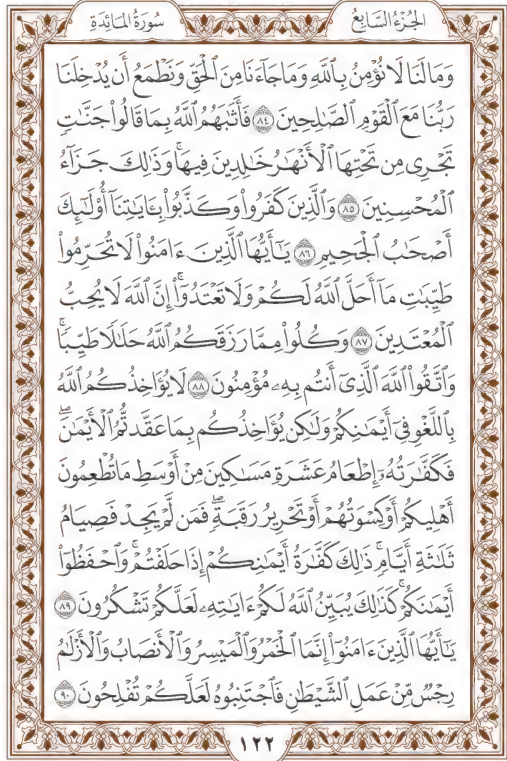 الجُزْءُ السَّابِعُ
سُورَةُ المَائِدَةِ
وَمَا لَنَا لَا نُؤْمِنُ بِٱللَّهِ وَمَا جَآءَنَا مِنَ ٱلْحَقِّ وَنَطْمَعُ أَن يُدْخِلَنَا
رَبُّنَا مَعَ ٱلْقَوْمِ ٱلصَّٰلِحِينَ ٨٤ فَأَثَٰبَهُمُ ٱللَّهُ بِمَا قَالُوا۟ جَنَّٰتٍ
تَجْرِى مِن تَحْتِهَا ٱلْأَنْهَٰرُ خَٰلِدِينَ فِيهَا ۚ وَذَٰلِكَ جَزَآءُ
ٱلْمُحْسِنِينَ ٨٥ وَٱلَّذِينَ كَفَرُوا۟ وَكَذَّبُوا۟ بِـَٔايَٰتِنَآ أُو۟لَٰٓئِكَ
أَصْحَٰبُ ٱلْجَحِيمِ ٨٦ يَٰٓأَيُّهَا ٱلَّذِينَ ءَامَنُوا۟ لَا تُحَرِّمُوا۟
طَيِّبَٰتِ مَآ أَحَلَّ ٱللَّهُ لَكُمْ وَلَا تَعْتَدُوٓا۟ ۚ إِنَّ ٱللَّهَ لَا يُحِبُّ
ٱلْمُعْتَدِينَ ٨٧ وَكُلُوا۟ مِمَّا رَزَقَكُمُ ٱللَّهُ حَلَٰلًا طَيِّبًا ۚ
وَٱتَّقُوا۟ ٱللَّهَ ٱلَّذِىٓ أَنتُم بِهِۦ مُؤْمِنُونَ ٨٨ لَا يُؤَاخِذُكُمُ ٱللَّهُ
بِٱللَّغْوِ فِىٓ أَيْمَٰنِكُمْ وَلَٰكِن يُؤَاخِذُكُم بِمَا عَقَّدتُّمُ ٱلْأَيْمَٰنَ ۖ
فَكَفَّٰرَتُهُۥٓ إِطْعَامُ عَشَرَةِ مَسَٰكِينَ مِنْ أَوْسَطِ مَا تُطْعِمُونَ
أَهْلِيكُمْ أَوْ كِسْوَتُهُمْ أَوْ تَحْرِيرُ رَقَبَةٍ ۖ فَمَن لَّمْ يَجِدْ فَصِيَامُ
ثَلَٰثَةِ أَيَّامٍ ۚ ذَٰلِكَ كَفَّٰرَةُ أَيْمَٰنِكُمْ إِذَا حَلَفْتُمْ ۚ وَٱحْفَظُوٓا۟
أَيْمَٰنَكُمْ ۚ كَذَٰلِكَ يُبَيِّنُ ٱللَّهُ لَكُمْ ءَايَٰتِهِۦ لَعَلَّكُمْ تَشْكُرُونَ ٨٩
يَٰٓأَيُّهَا ٱلَّذِينَ ءَامَنُوٓا۟ إِنَّمَا ٱلْخَمْرُ وَٱلْمَيْسِرُ وَٱلْأَنصَابُ وَٱلْأَزْلَٰمُ
رِجْسٌ مِّنْ عَمَلِ ٱلشَّيْطَٰنِ فَٱجْتَنِبُوهُ لَعَلَّكُمْ تُفْلِحُونَ ٩٠
١٢٢